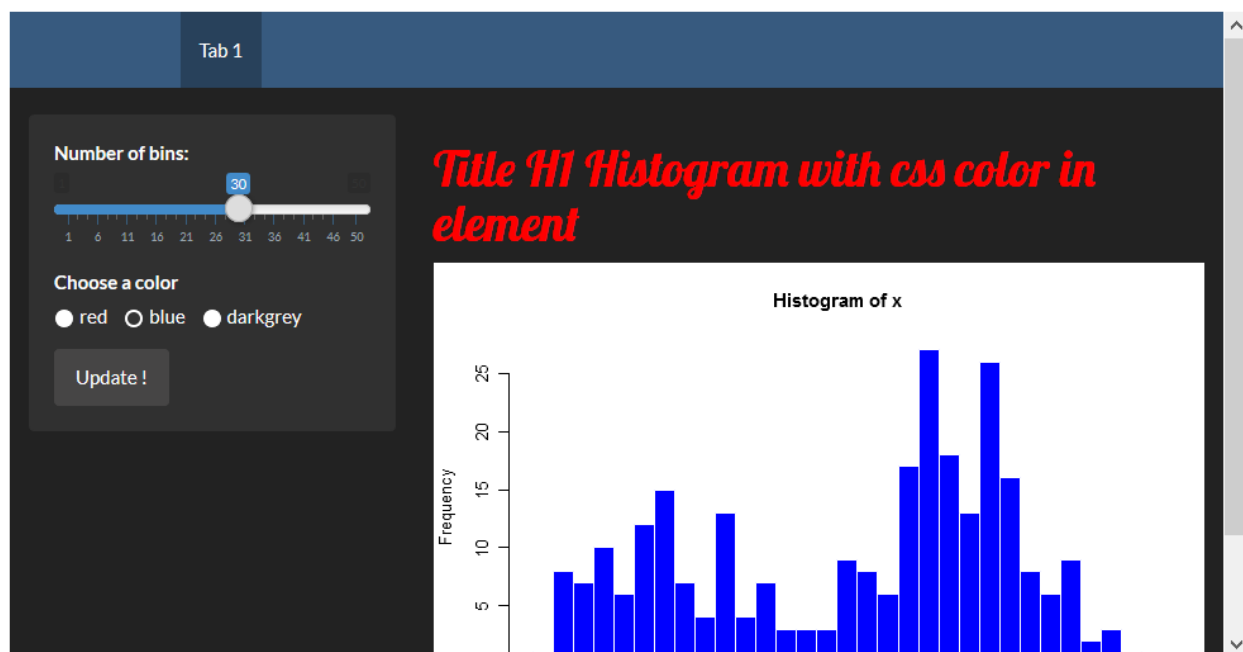 Tab 1
Number of bins:
30
1 6 11 16 21 26 31 36 41 46 50
Choose a color
red blue darkgrey
Update !
Title H1 Histogram with css color in
element
Histogram of x
Frequency
25
20
15
10
5